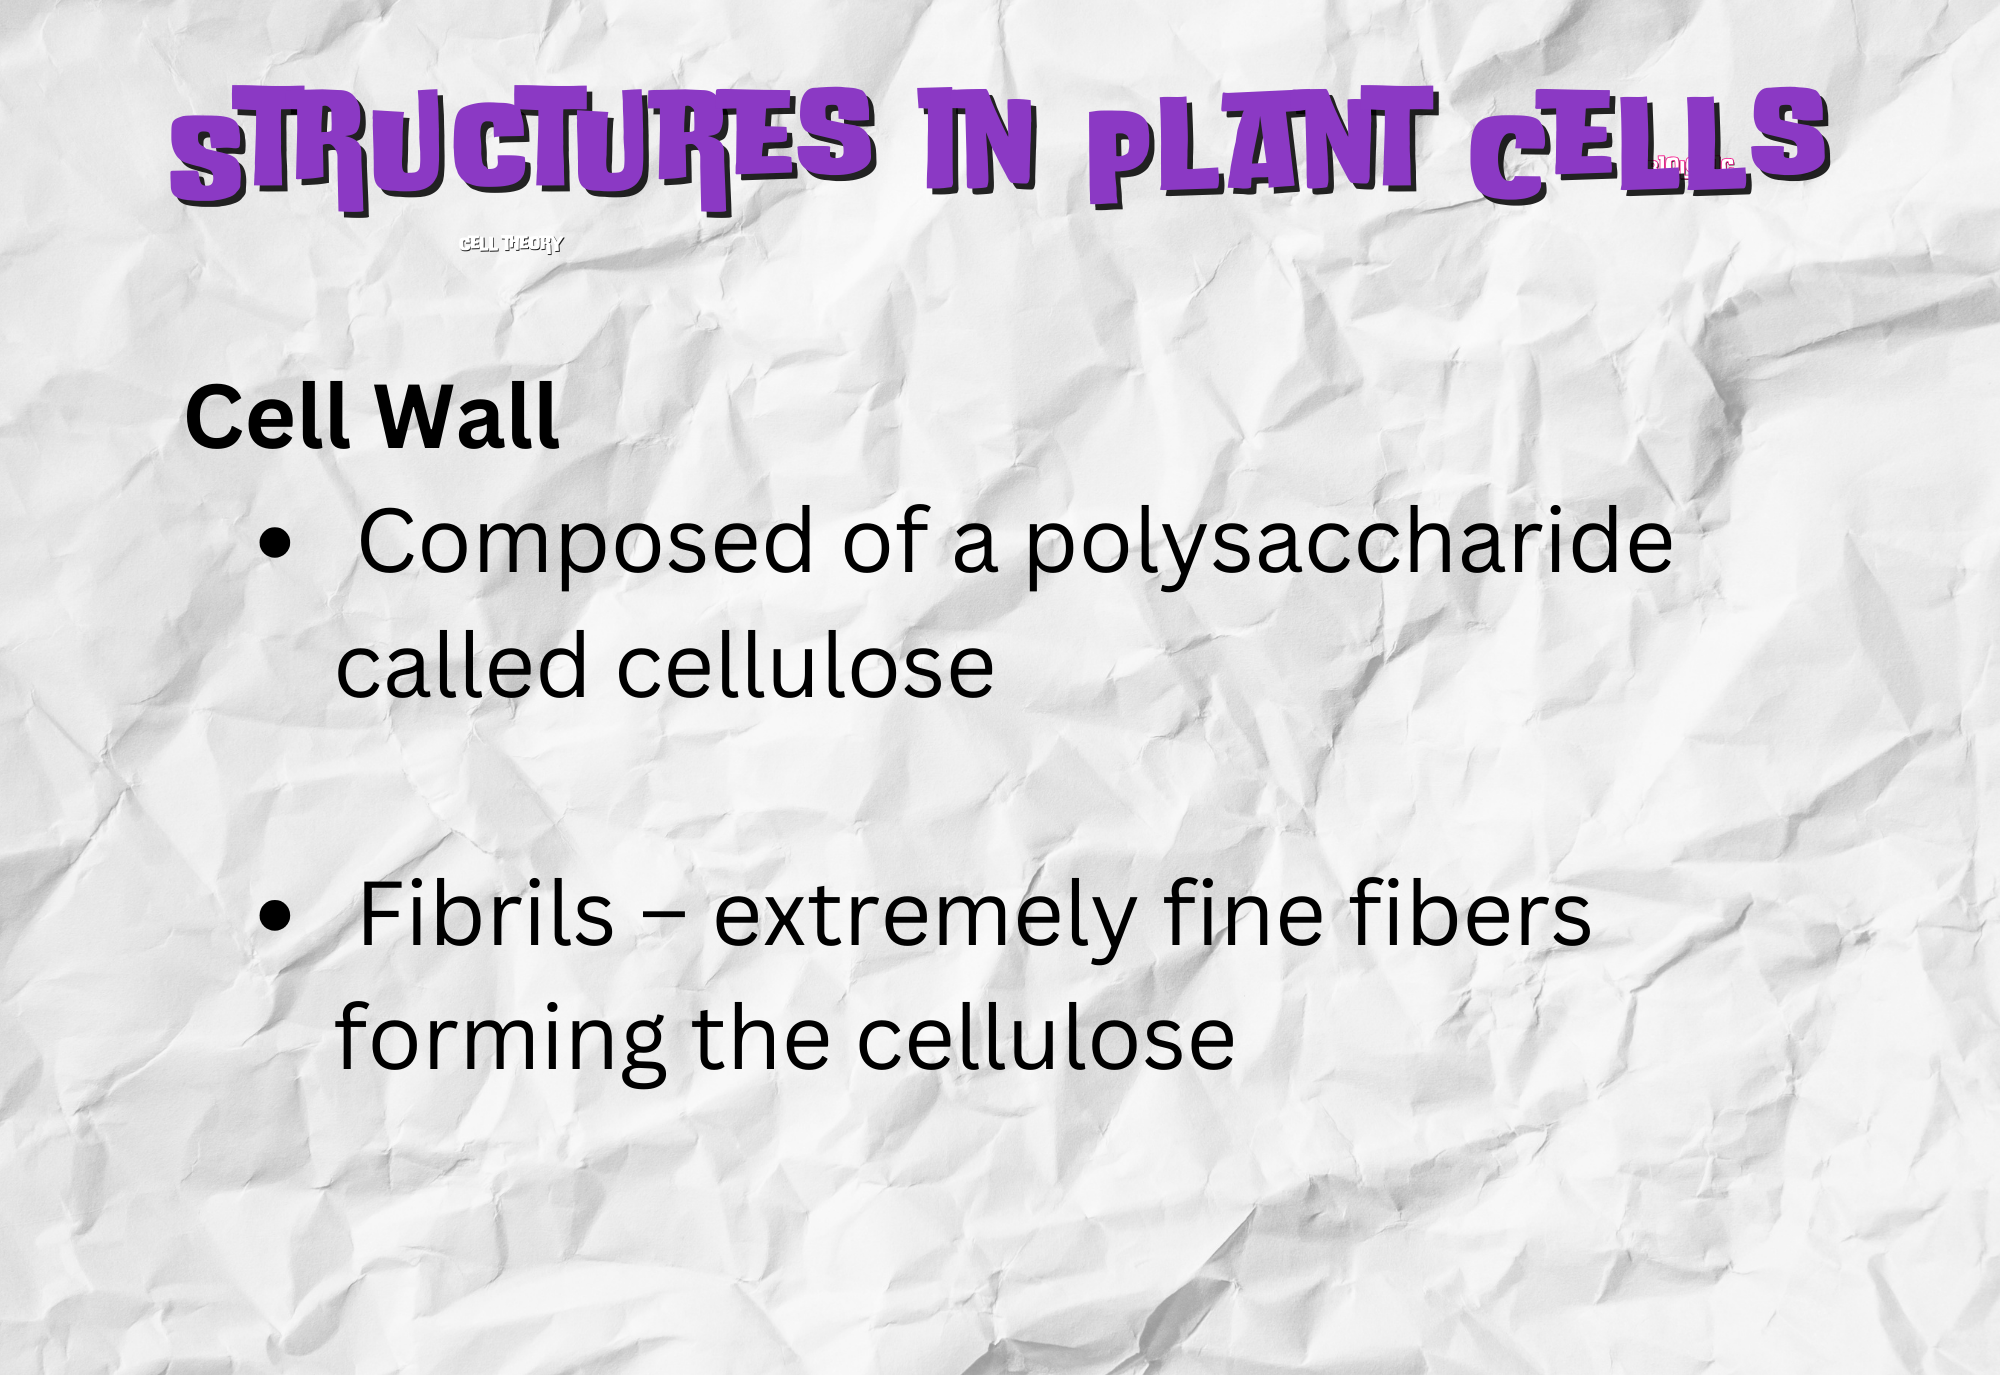 STRUCTURES IN PLANT CELLS
CELL THEORY
Cell Wall
• Composed of a polysaccharide
called cellulose
• Fibrils – extremely fine fibers
forming the cellulose